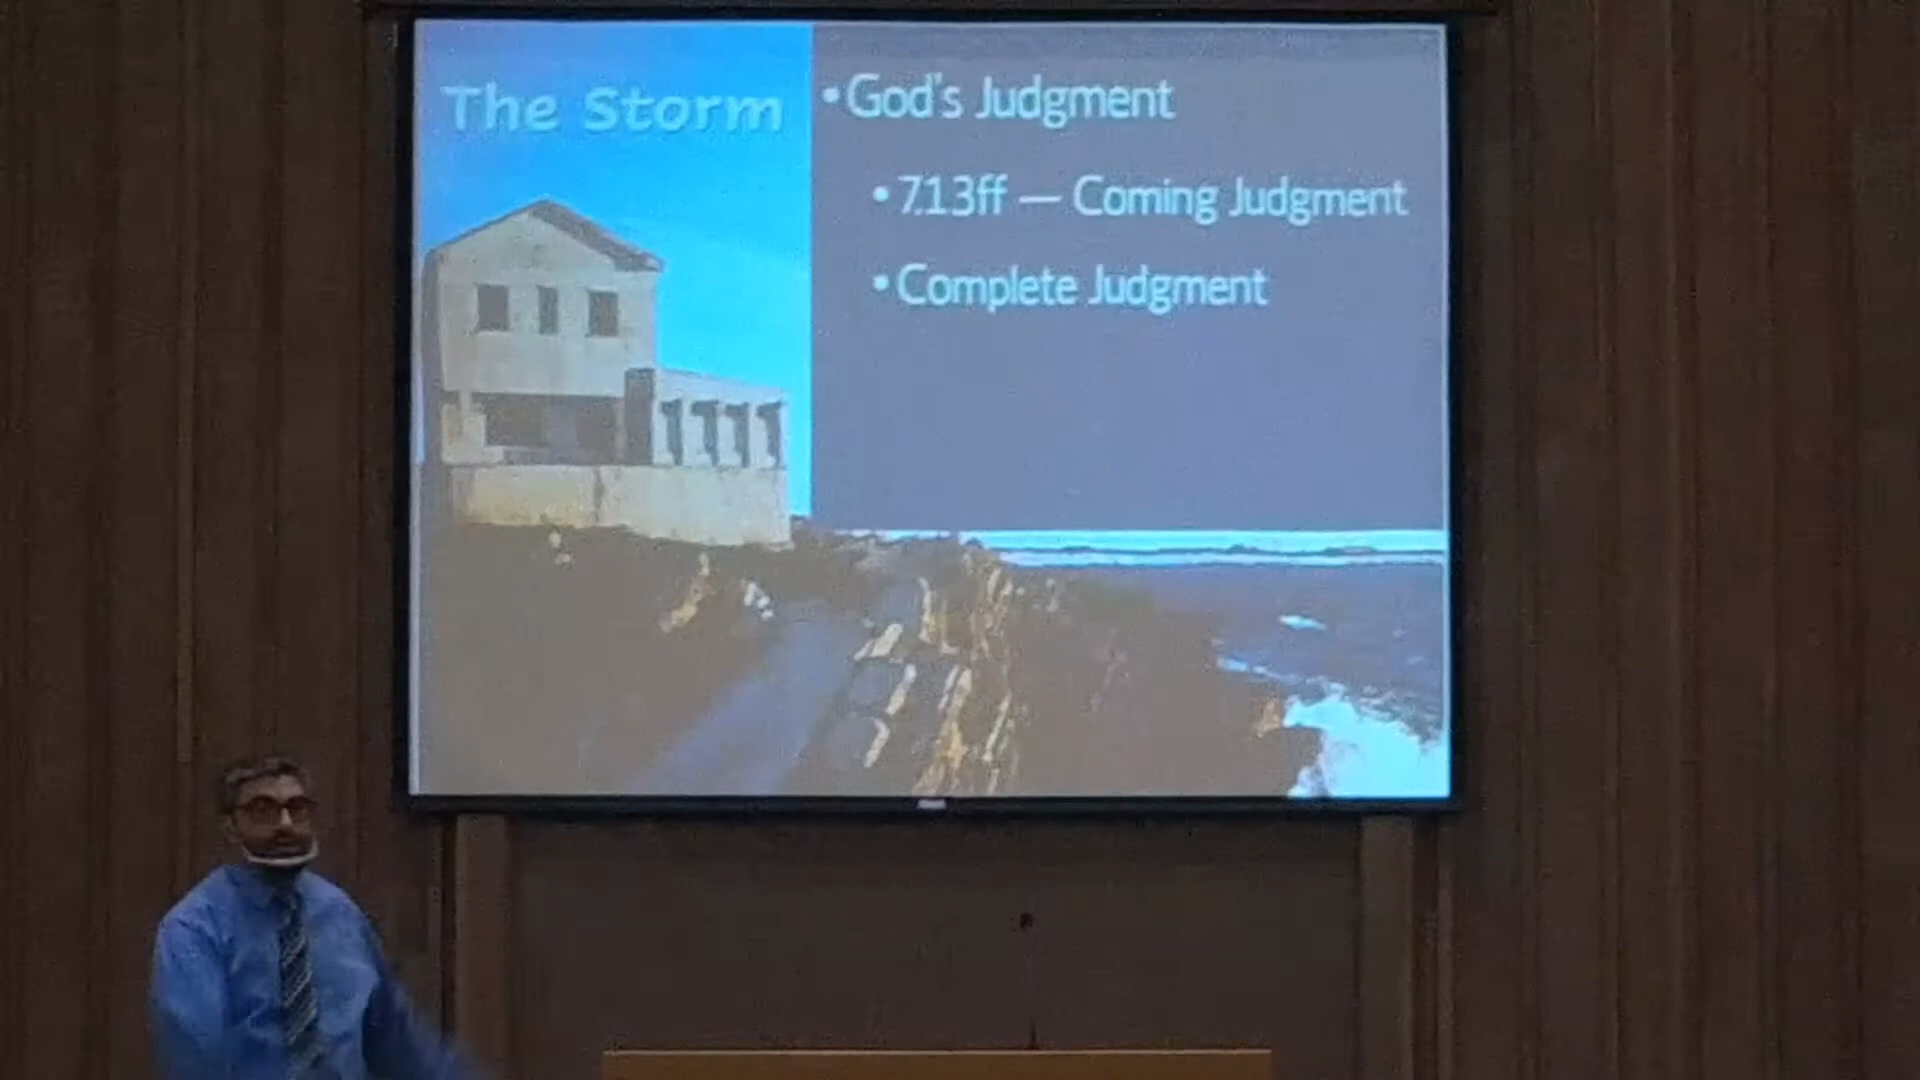 The Storm
• God's Judgment
• 7.13ff — Coming Judgment
• Complete Judgment